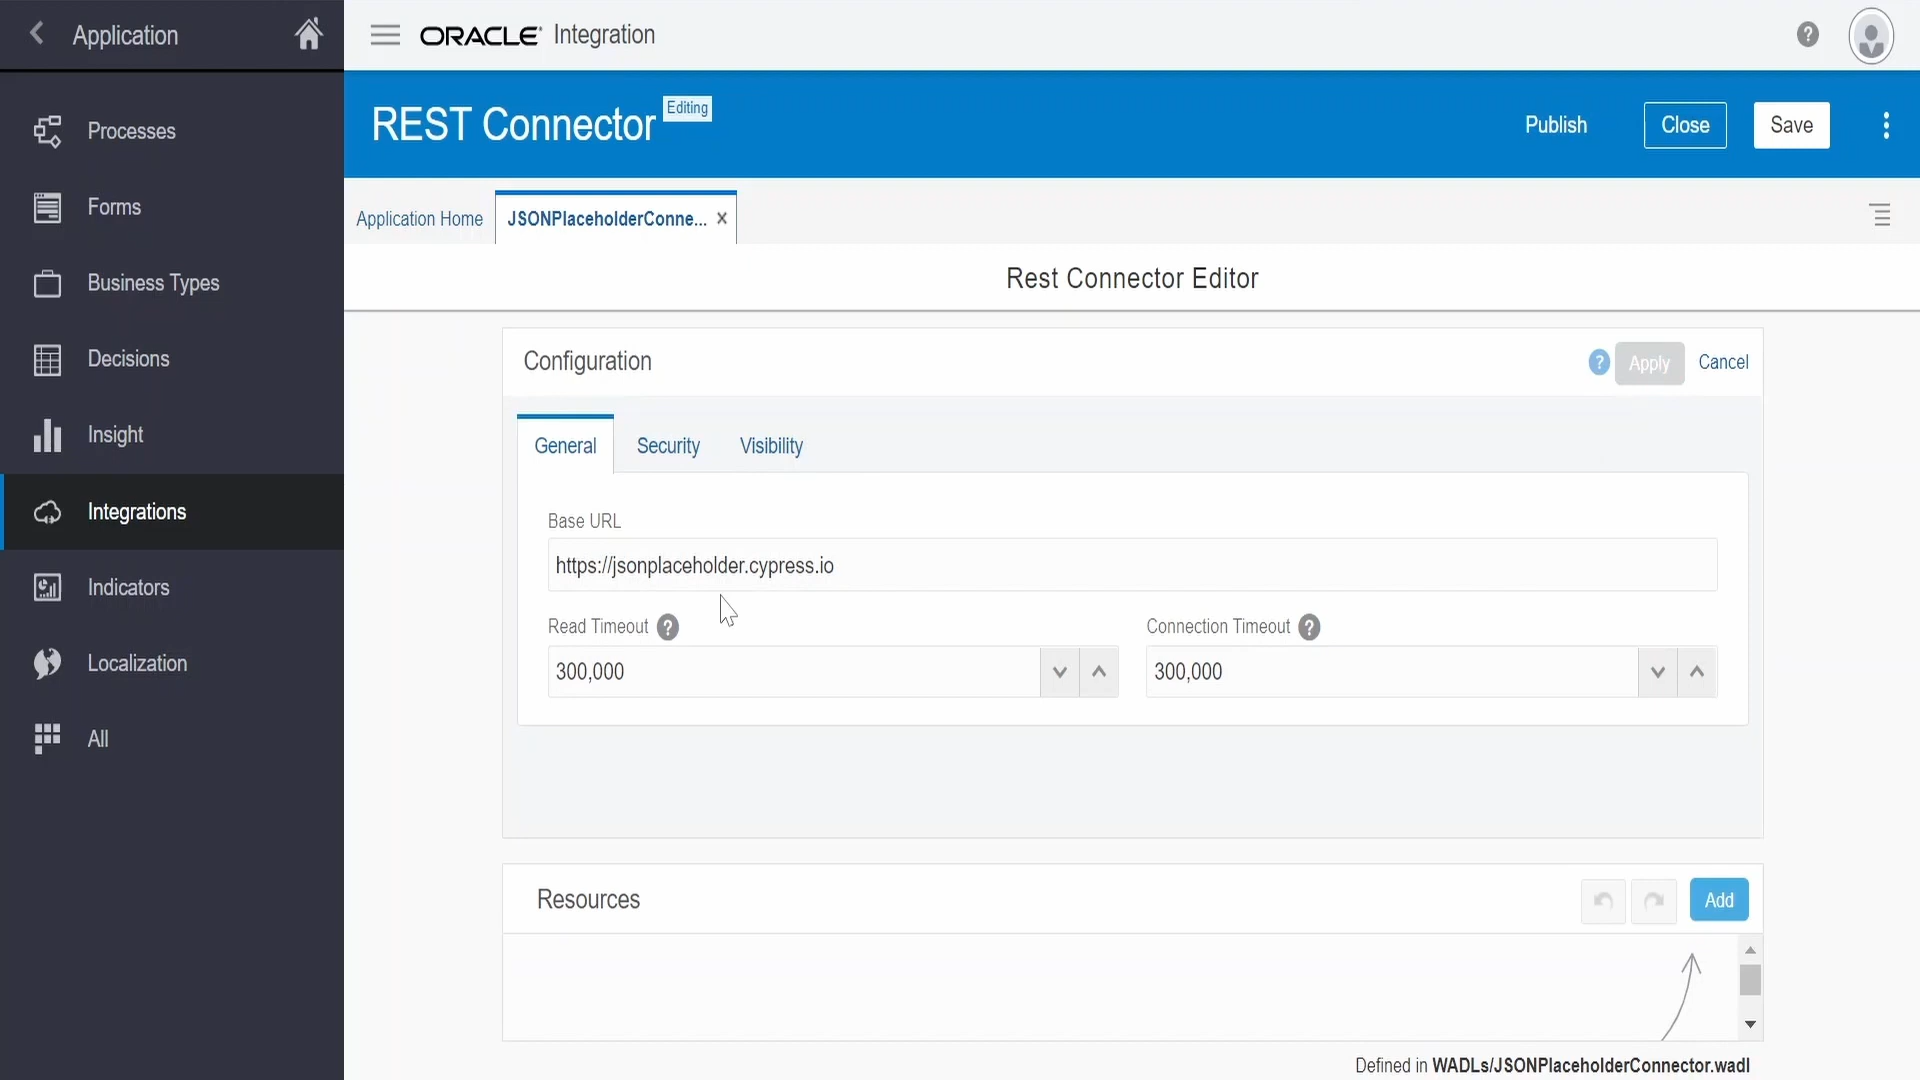 Application
ORACLE Integration
REST Connector Editing
Publish
Close
Save
Processes
Forms
Business Types
Decisions
Insight
Integrations
Indicators
Localization
All
Application Home
JSONPlaceholderConne...
Rest Connector Editor
Configuration
Apply
Cancel
General
Security
Visibility
Base URL
https://jsonplaceholder.cypress.io
Read Timeout
Connection Timeout
300,000
300,000
Resources
Add
Defined in WADLs/JSONPlaceholderConnector.wadl